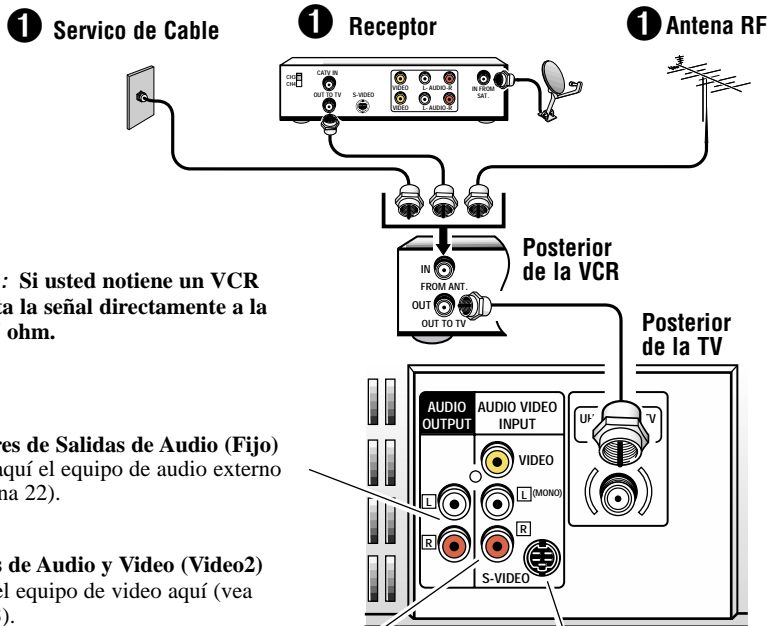 1 Servico de Cable
1 Receptor
1 Antena RF
CH3
CH4
CATV IN
OUT TO TV
S-VIDEO
VIDEO L- AUDIO-R
VIDEO L- AUDIO-R
IN FROM
SAT.
: Si usted notiene un VCR
ta la señal directamente a la
ohm.
IN
FROM ANT.
OUT
OUT TO TV
Posterior
de la VCR
Posterior
de la TV
res de Salidas de Audio (Fijo)
aquí el equipo de audio externo
na 22).
s de Audio y Video (Video2)
el equipo de video aquí (vea
).
AUDIO
OUTPUT
AUDIO VIDEO
INPUT
VIDEO
L
L (MONO)
R
R
S-VIDEO
UH
V